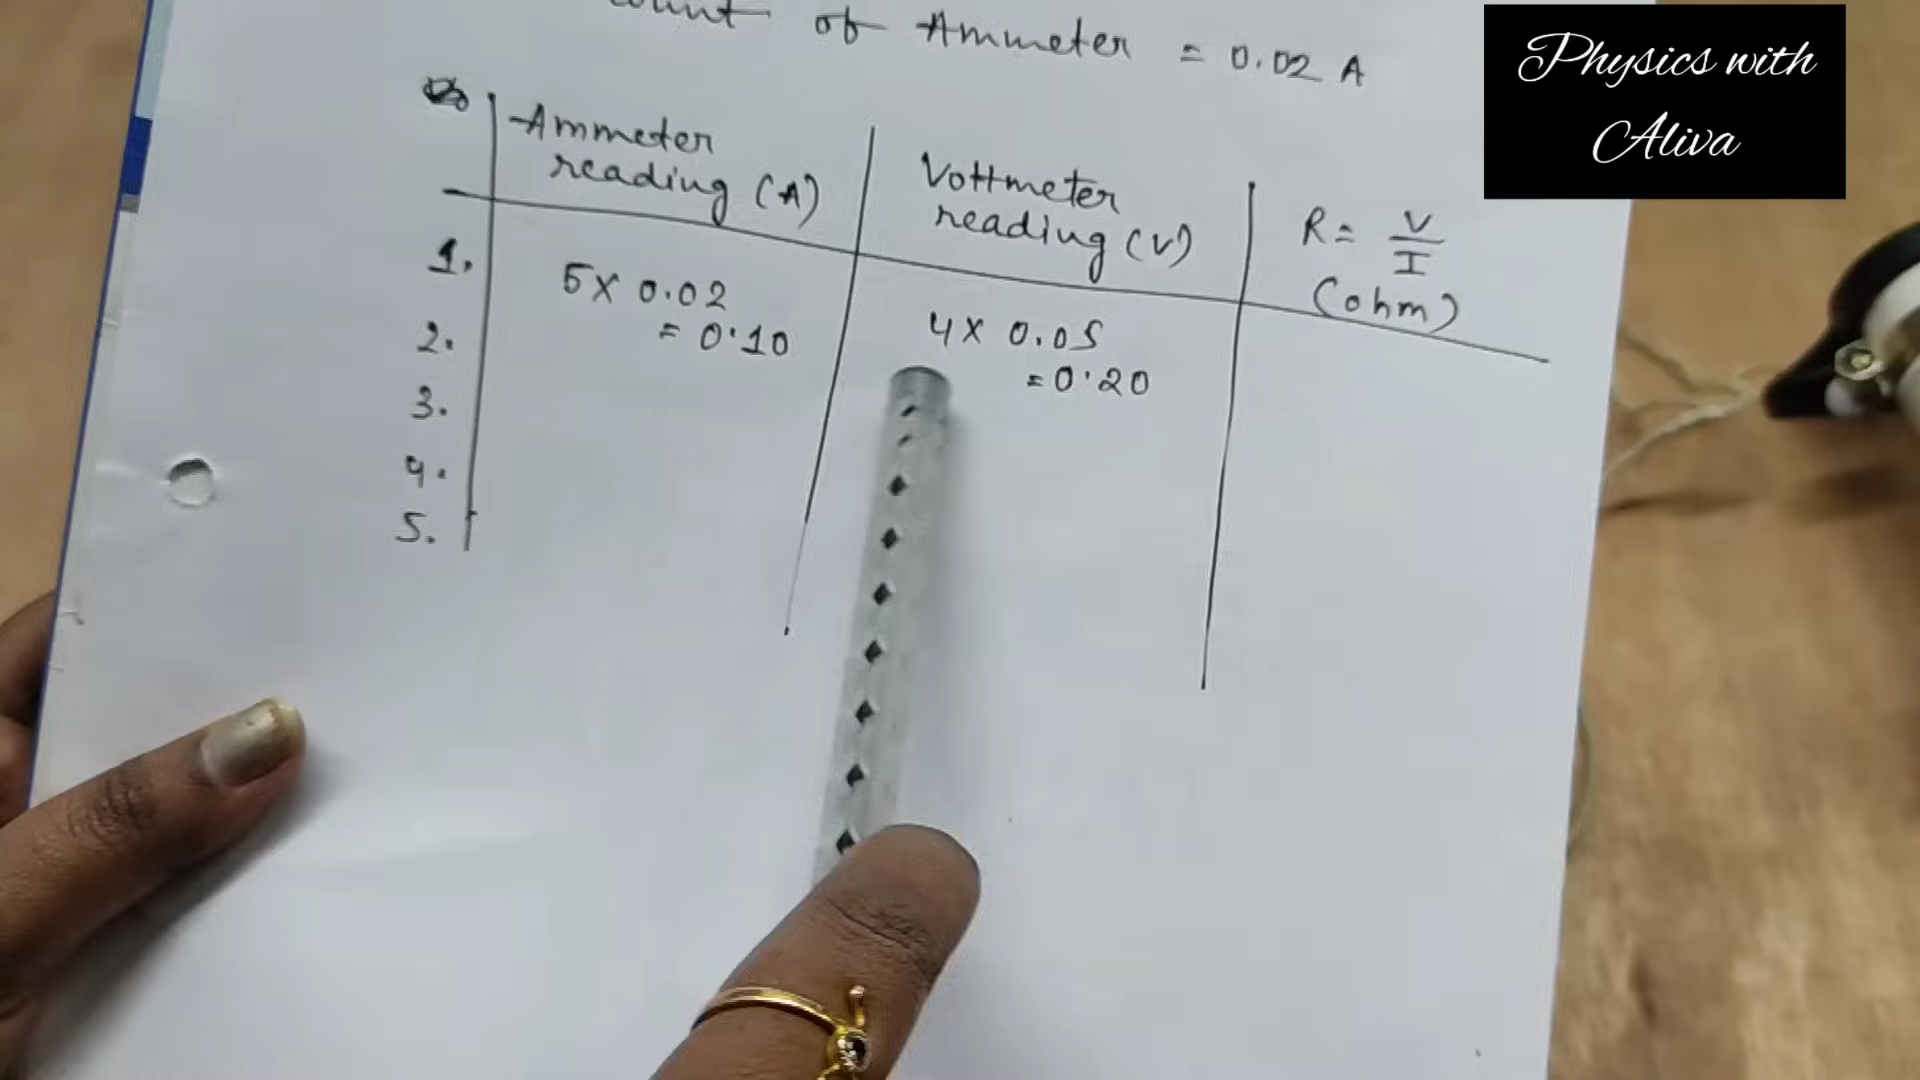 of Ammeter = 0.02 A
Ammeter
reading (A)
Voltmeter
reading (V)
R = V/I
(ohm)
1.
5 x 0.02
= 0.10
4 x 0.05
= 0.20
2.
3.
4.
5.
Physics with
Aliva